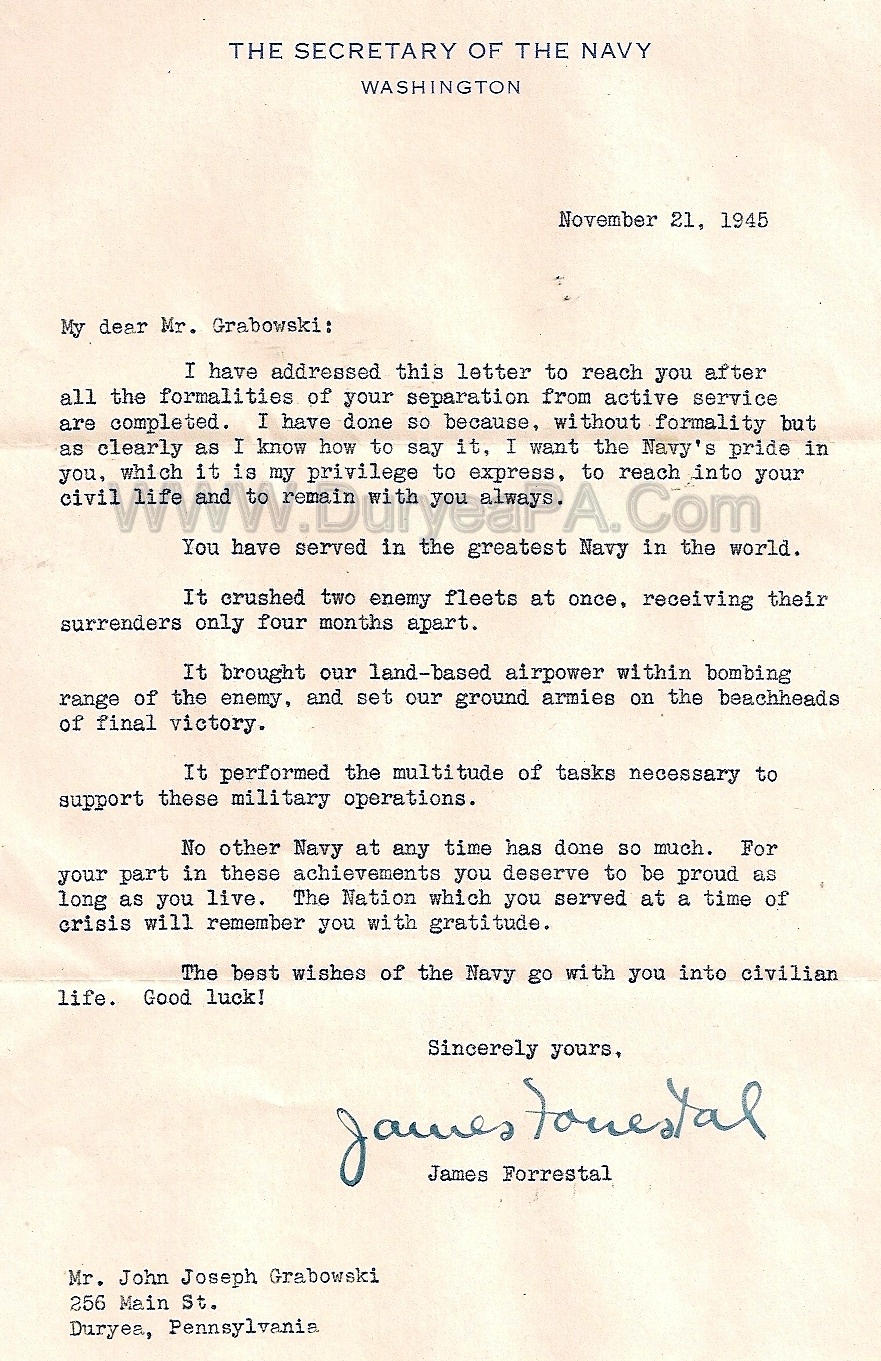 THE SECRETARY OF THE NAVY
WASHINGTON
November 21, 1945
My dear Mr. Grabowski:
I have addressed this letter to reach you after
all the formalities of your separation from active service
are completed. I have done so because, without formality but
as clearly as I know how to say it, I want the Navy's pride in
you, which it is my privilege to express, to reach into your
civil life and to remain with you always.
WWW.DuryeaPA.Com
You have served in the greatest Navy in the world.
It crushed two enemy fleets at once, receiving their
surrenders only four months apart.
It brought our land-based airpower within bombing
range of the enemy, and set our ground armies on the beachheads
of final victory.
It performed the multitude of tasks necessary to
support these military operations.
No other Navy at any time has done so much. For
your part in these achievements you deserve to be proud as
long as you live. The Nation which you served at a time of
crisis will remember you with gratitude.
The best wishes of the Navy go with you into civilian
life. Good luck!
Sincerely yours,
James Forrestal
James Forrestal
Mr. John Joseph Grabowski
256 Main St.
Duryea, Pennsylvania